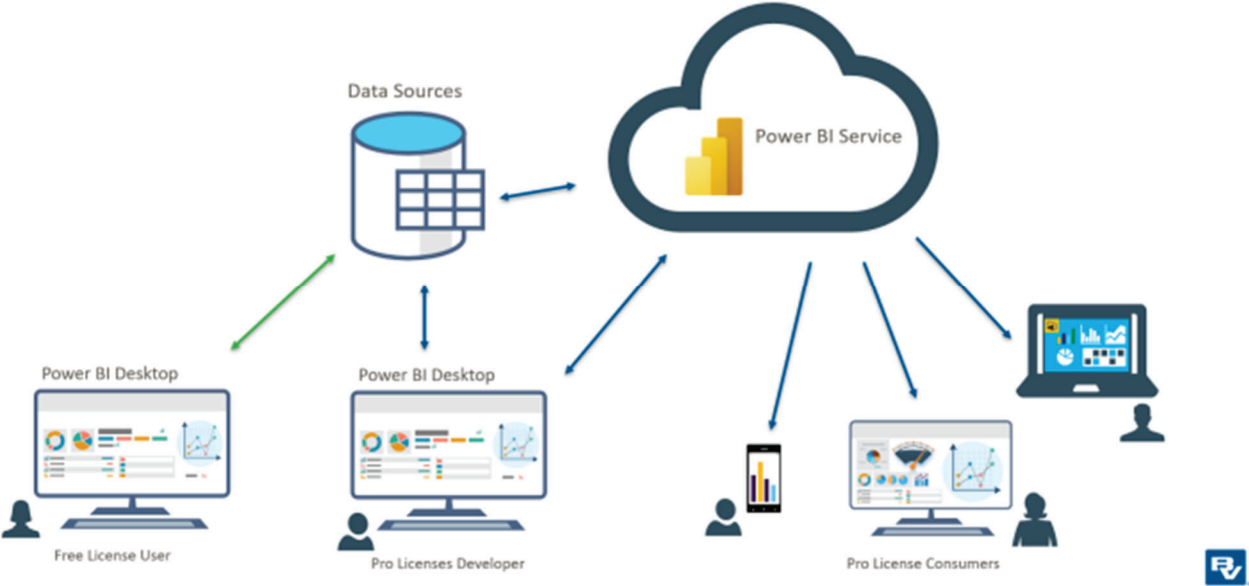 Data Sources
Power BI Service
Power BI Desktop
Power BI Desktop
Free License User
Pro Licenses Developer
Pro License Consumers